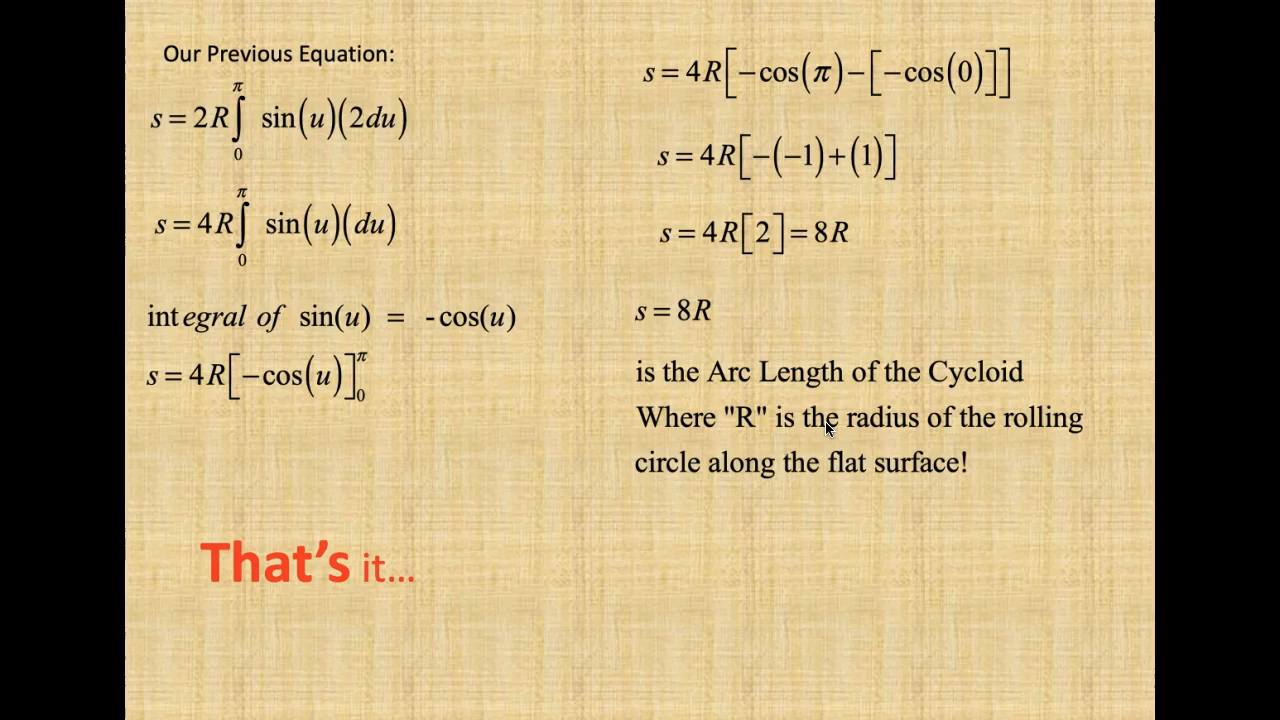 Our Previous Equation:
s = 2R∫₀^π sin(u)(2du)
s = 4R∫₀^π sin(u)(du)
integral of sin(u) = -cos(u)
s = 4R[−cos(u)]₀^π
s = 4R[−cos(π)−[−cos(0)]]
s = 4R[−(−1)+(1)]
s = 4R[2] = 8R
s = 8R
is the Arc Length of the Cycloid
Where "R" is the radius of the rolling
circle along the flat surface!
That's it...